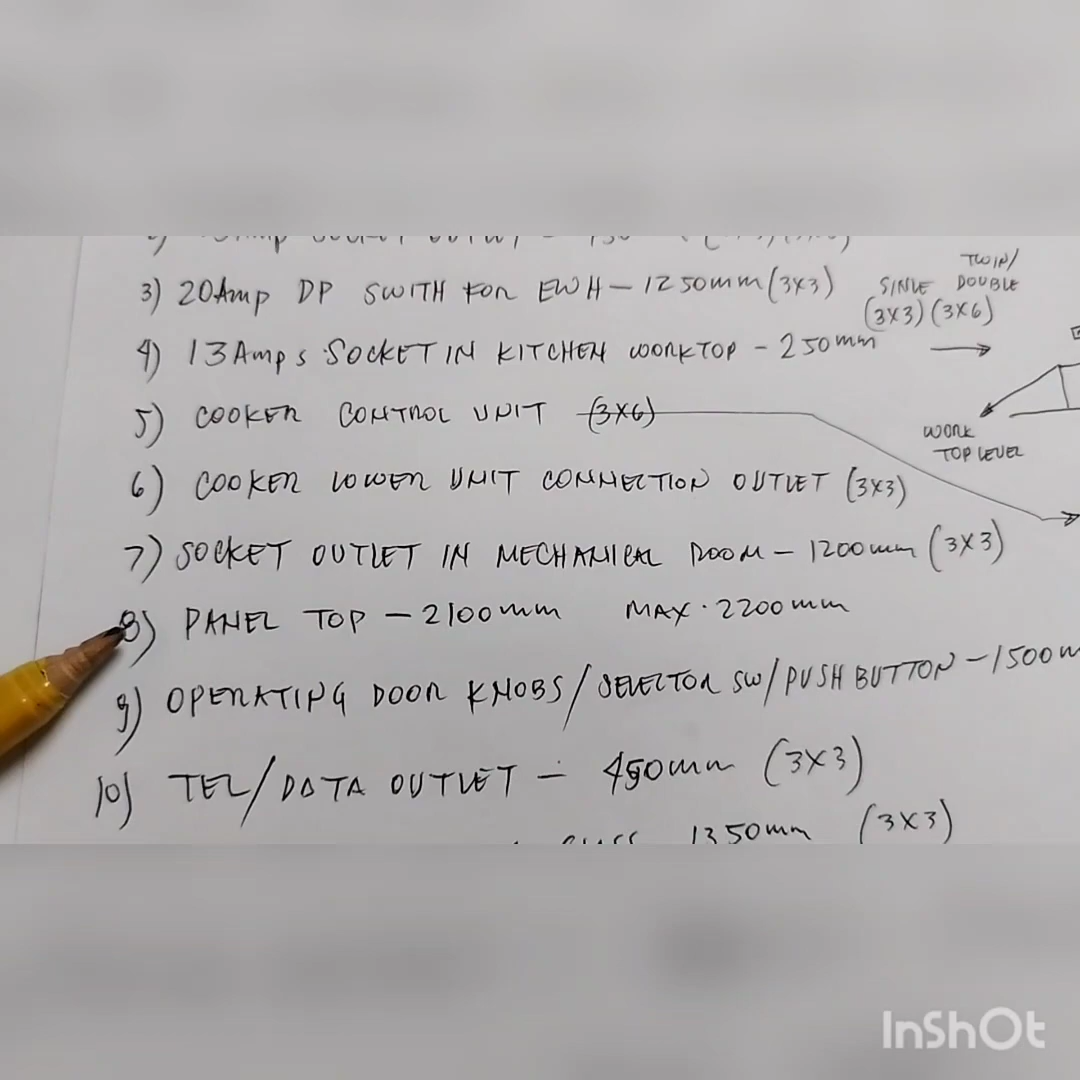 3) 20Amp DP SWITH FOR EWH - 1250mm (3x3)
SINLE TWIN/ DOUBLE
(3x3) (3x6)
4) 13Amps SOCKET IN KITCHEN WORKTOP - 250mm
5) COOKER CONTROL UNIT (3x6)
WORK
TOP LEVEL
6) COOKER LOWER UNIT CONNECTION OUTLET (3x3)
7) SOCKET OUTLET IN MECHANICAL ROOM - 1200mm (3x3)
8) PANEL TOP - 2100mm MAX. 2200mm
9) OPERATING DOOR KNOBS/SELECTOR SW/PUSH BUTTON - 1500m
10) TEL/DATA OUTLET - 450mm (3x3)
1350mm (3x3)
InShOt